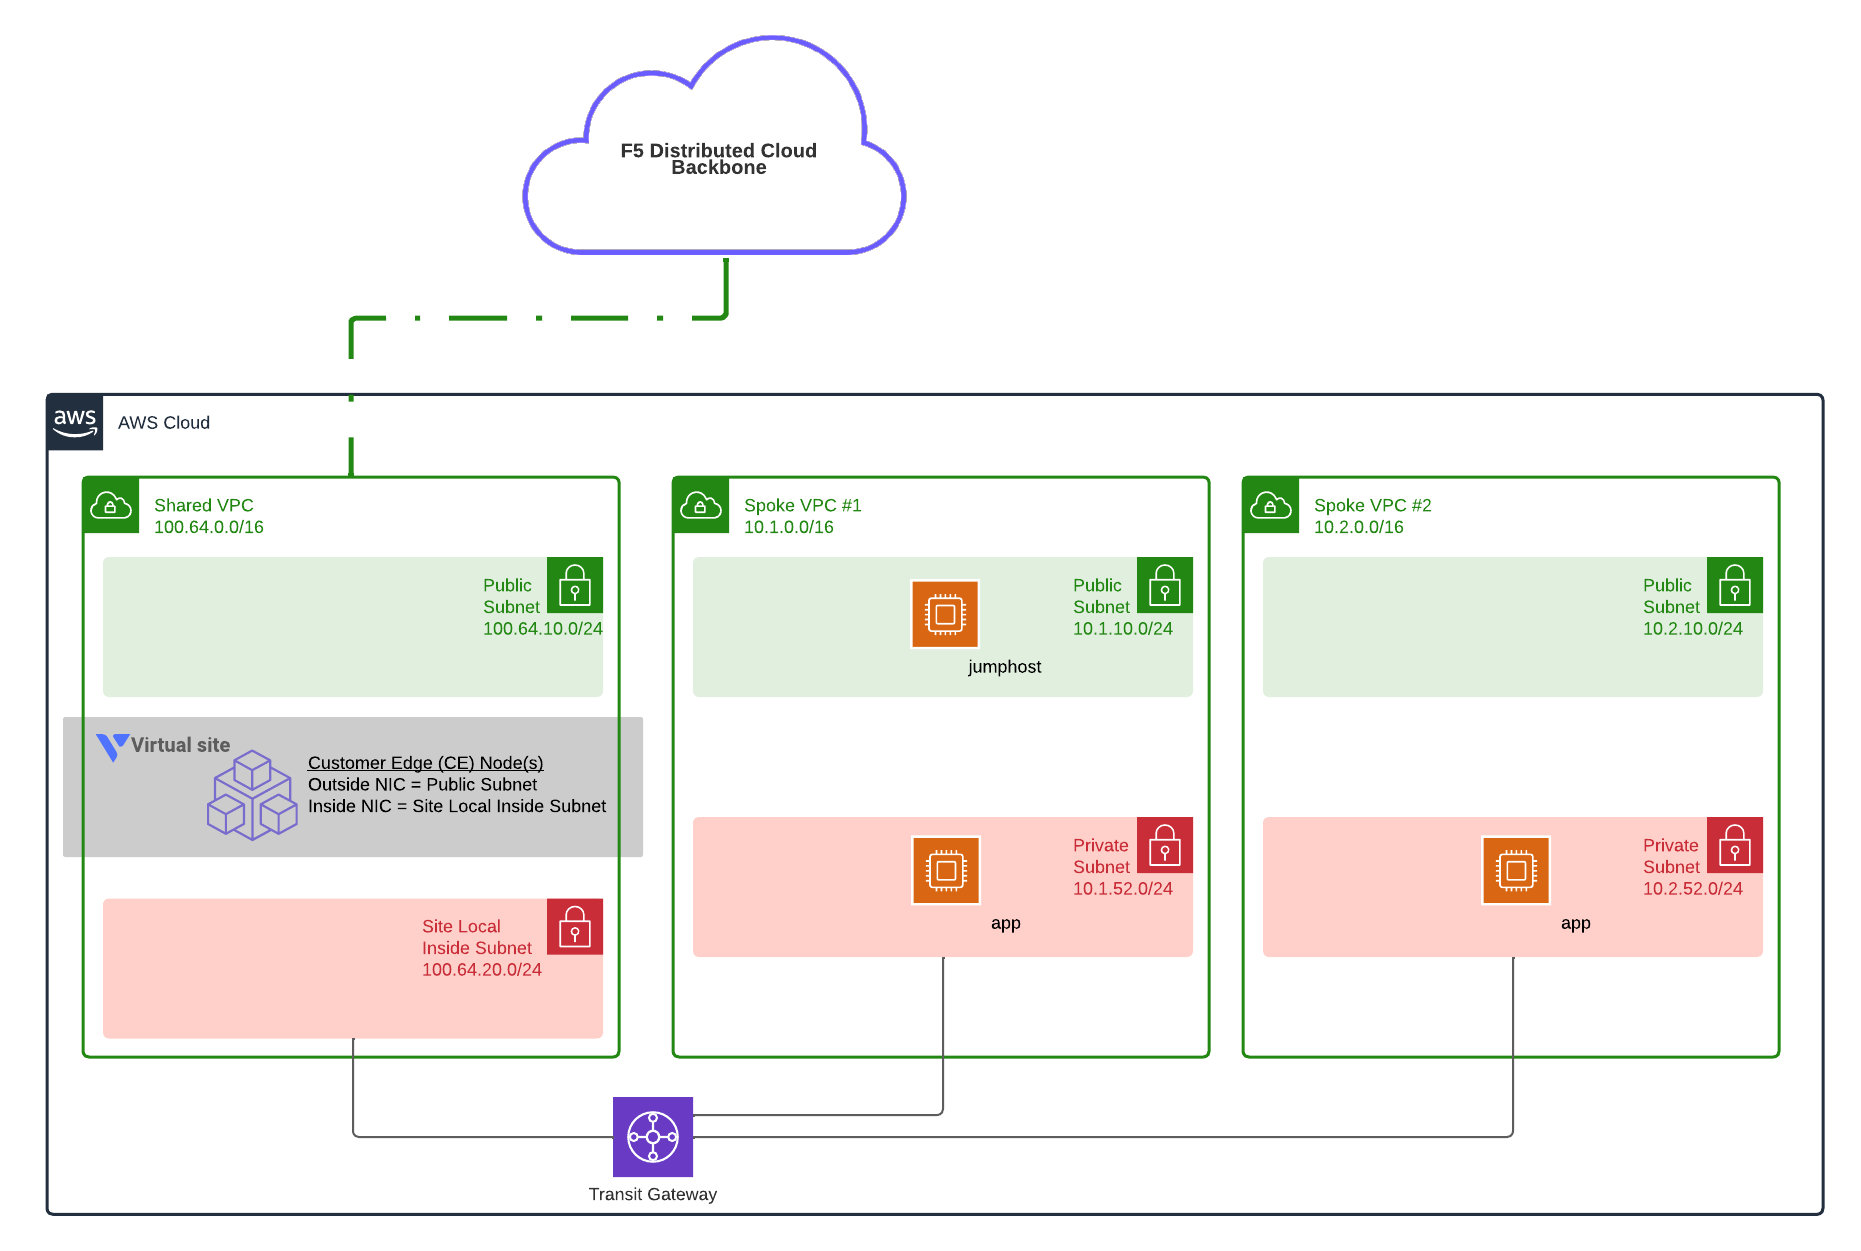 F5 Distributed Cloud
Backbone
aws
AWS Cloud
Shared VPC
100.64.0.0/16
Public
Subnet
100.64.10.0/24
Virtual site
Customer Edge (CE) Node(s)
Outside NIC = Public Subnet
Inside NIC = Site Local Inside Subnet
Site Local
Inside Subnet
100.64.20.0/24
Spoke VPC #1
10.1.0.0/16
Public
Subnet
10.1.10.0/24
jumphost
Private
Subnet
10.1.52.0/24
app
Spoke VPC #2
10.2.0.0/16
Public
Subnet
10.2.10.0/24
Private
Subnet
10.2.52.0/24
app
Transit Gateway